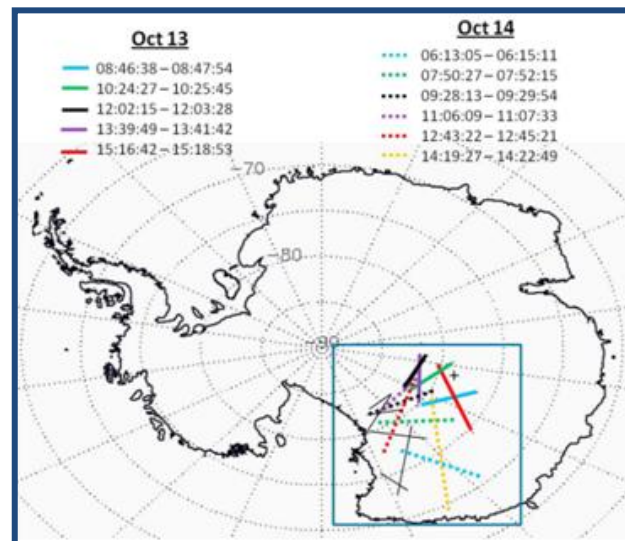 Oct 13
08:46:38 – 08:47:54
10:24:27 – 10:25:45
12:02:15 – 12:03:28
13:39:49 – 13:41:42
15:16:42 – 15:18:53
Oct 14
06:13:05 – 06:15:11
07:50:27 – 07:52:15
09:28:13 – 09:29:54
11:06:09 – 11:07:33
12:43:22 – 12:45:21
14:19:27 – 14:22:49
-70
-80
-90